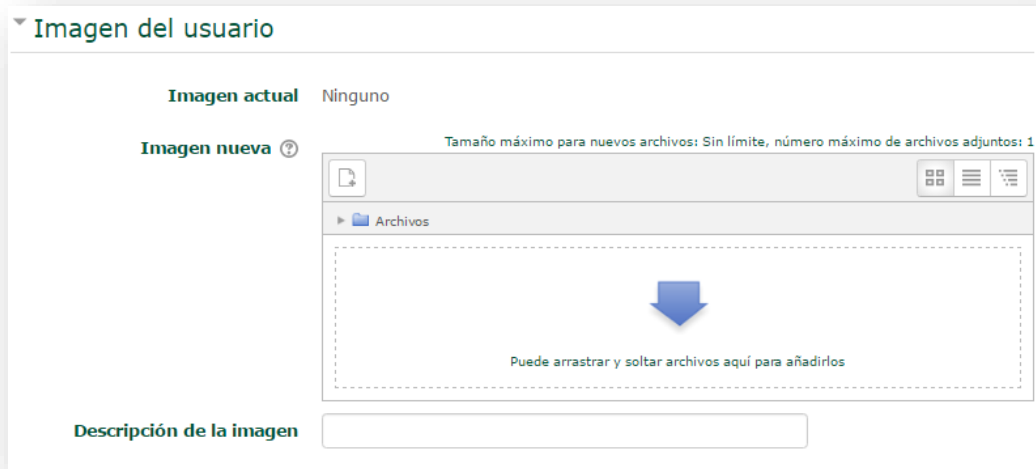 Imagen del usuario
Imagen actual Ninguno
Imagen nueva ?
Tamaño máximo para nuevos archivos: Sin límite, número máximo de archivos adjuntos: 1
Archivos
Puede arrastrar y soltar archivos aquí para añadirlos
Descripción de la imagen